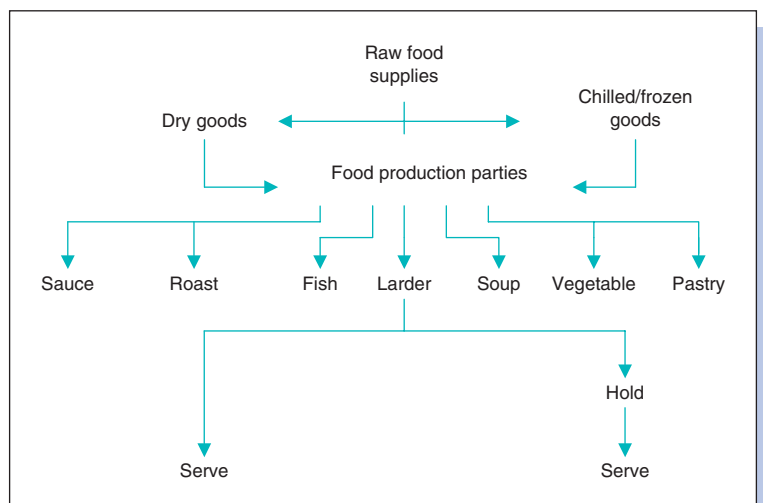 Raw food
supplies
Dry goods
Chilled/frozen
goods
Food production parties
Sauce
Roast
Fish
Larder
Soup
Vegetable
Pastry
Hold
Serve
Serve